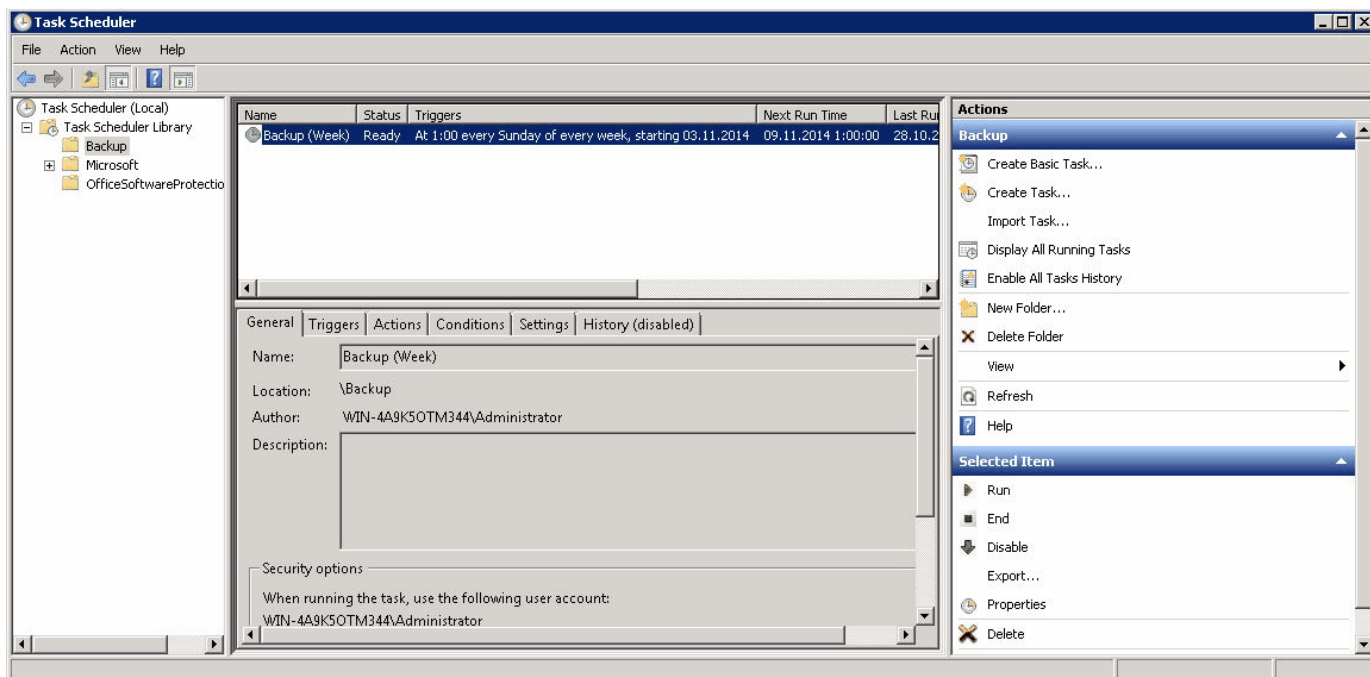 Task Scheduler
File Action View Help
Task Scheduler (Local)
Task Scheduler Library
Backup
Microsoft
OfficeSoftwareProtectio
Name Status Triggers Next Run Time Last Ru
Backup (Week) Ready At 1:00 every Sunday of every week, starting 03.11.2014 09.11.2014 1:00:00 28.10.2
General Triggers Actions Conditions Settings History (disabled)
Name: Backup (Week)
Location: \Backup
Author: WIN-4A9K5OTM344\Administrator
Description:
Security options
When running the task, use the following user account:
WIN-4A9K5OTM344\Administrator
Actions
Backup
Create Basic Task...
Create Task...
Import Task...
Display All Running Tasks
Enable All Tasks History
New Folder...
Delete Folder
View
Refresh
Help
Selected Item
Run
End
Disable
Export...
Properties
Delete